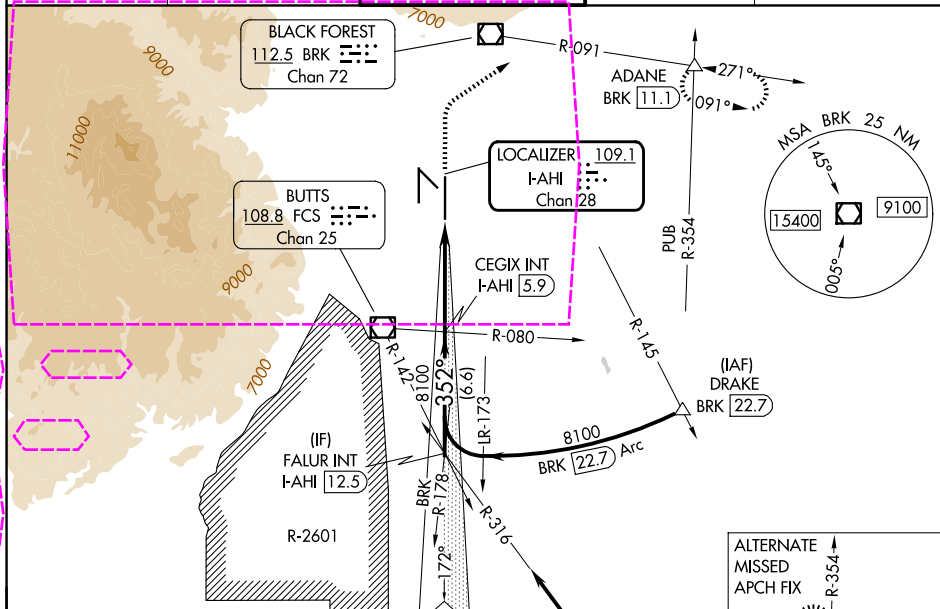 7000
BLACK FOREST
112.5 BRK
Chan 72
9000
R-091
ADANE
BRK 11.1
271°
091°
MSA BRK 25 NM
145°
15400
9100
005°
11000
LOCALIZER 109.1
I-AHI
Chan 28
BUTTS
108.8 FCS
Chan 25
PUB
R-354
9000
CEGIX INT
I-AHI 5.9
R-080
R-145
7000
R-142
8100
352°
(6.6)
LR-173
(IAF)
DRAKE
BRK 22.7
8100
BRK 22.7 Arc
(IF)
FALUR INT
I-AHI 12.5
BRK
R-178
R-316
R-2601
172°
ALTERNATE
MISSED
APCH FIX
R-354